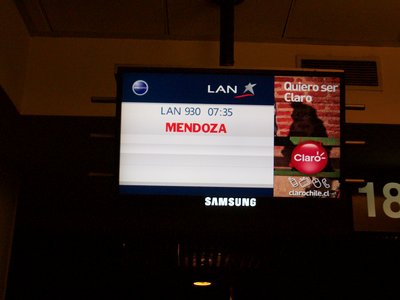 LAN
LAN 930 07:35
MENDOZA
Quiero ser
Claro
Claro
clarochile.cl
SAMSUNG
18